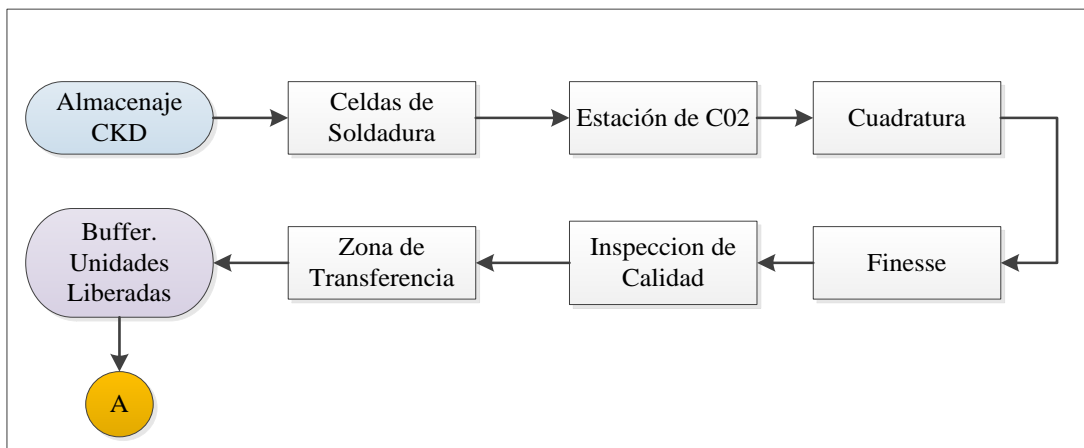 Almacenaje
CKD
Celdas de
Soldadura
Estación de C02
Cuadratura
Finesse
Inspeccion de
Calidad
Zona de
Transferencia
Buffer.
Unidades
Liberadas
A